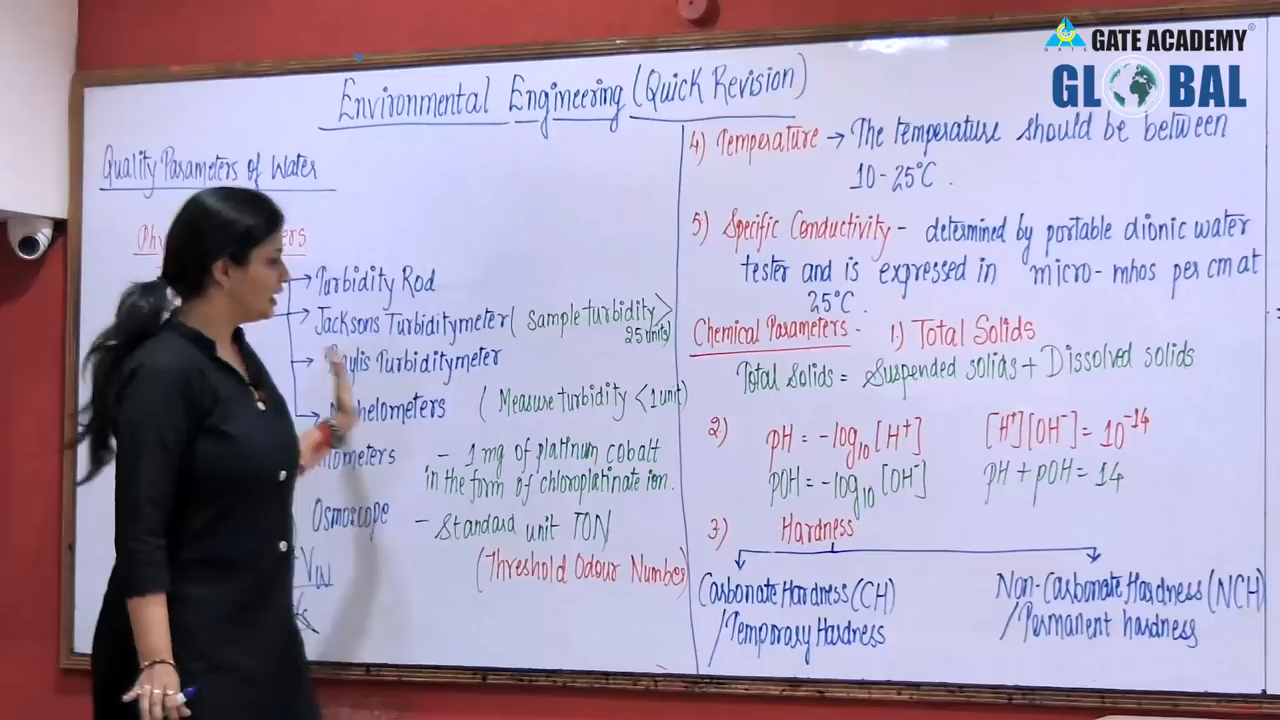 GATE ACADEMY
GLOBAL
GATE
Environmental Engineering (Quick Revision)
Quality Parameters of Water
Turbidity Rod
Jacksons Turbiditymeter ( Sample turbidity >
25 units)
Turbiditymeter
( Measure turbidity < 1 unit)
- 1 mg of platinum cobalt
in the form of chloroplatinate ion.
Osmoscope - Standard unit TON
(Threshold Odour Number)
4) Temperature → The temperature should be between
10-25°C .
5) Specific Conductivity - determined by portable dionic water
tester and is expressed in micro-mhos per cm at
25°C .
Chemical Parameters - 1) Total Solids
Total Solids = Suspended solids + Dissolved solids
2) pH = -log10 [H+] [H+][OH-] = 10-14
pOH = -log10 [OH-] pH + pOH = 14
3) Hardness
Carbonate Hardness (CH)
/Temporary Hardness
Non-Carbonate Hardness (NCH)
/Permanent hardness